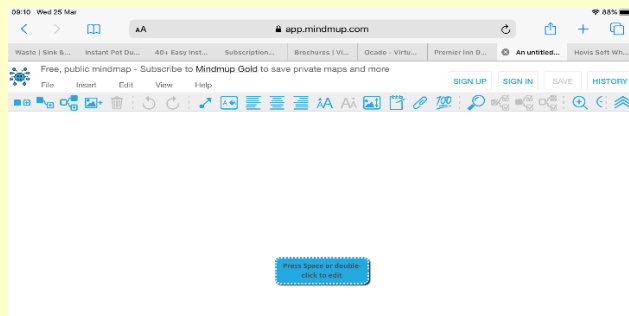 09:10 Wed 25 Mar 88%
AA app.mindmup.com
Waste | Sink &... Instant Pot Du... 40+ Easy Inst... Subscription... Brochures | Vi... Ocado - Virtu... Premier Inn D... An untitled... Hovis Soft Wh...
Free, public mindmap - Subscribe to Mindmup Gold to save private maps and more
File Insert Edit View Help SIGN UP SIGN IN SAVE HISTORY
A AA AA 100
Press Space or double-
click to edit